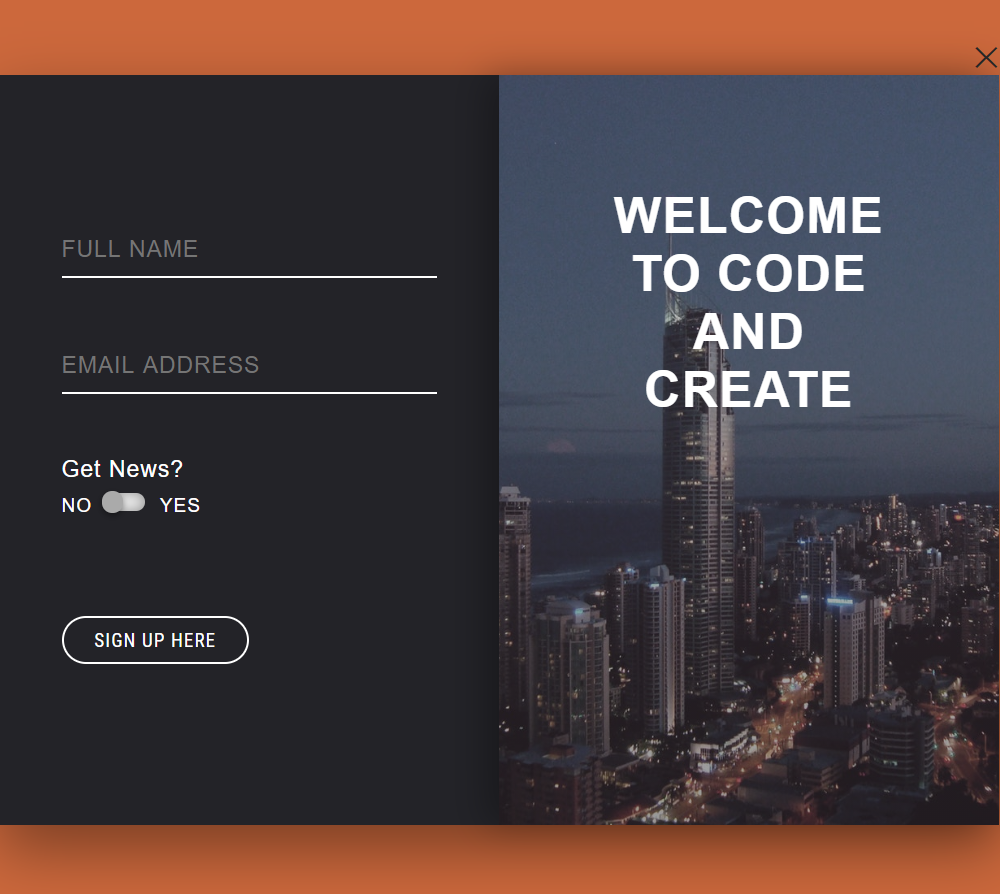 FULL NAME
EMAIL ADDRESS
Get News?
NO YES
SIGN UP HERE
WELCOME
TO CODE
AND
CREATE